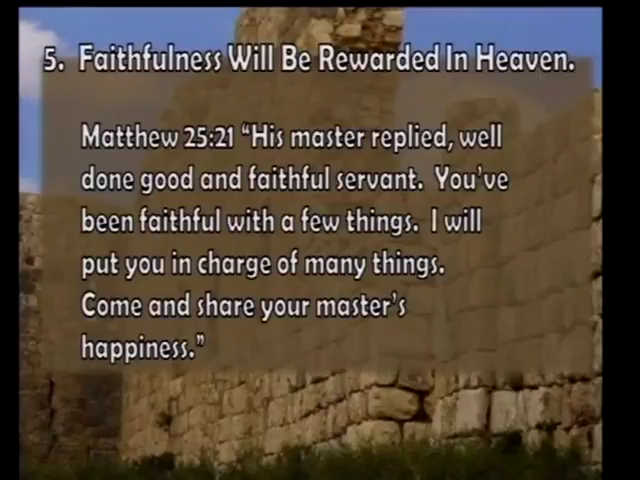 5. Faithfulness Will Be Rewarded In Heaven.
Matthew 25:21 “His master replied, well
done good and faithful servant. You’ve
been faithful with a few things. I will
put you in charge of many things.
Come and share your master’s
happiness.”